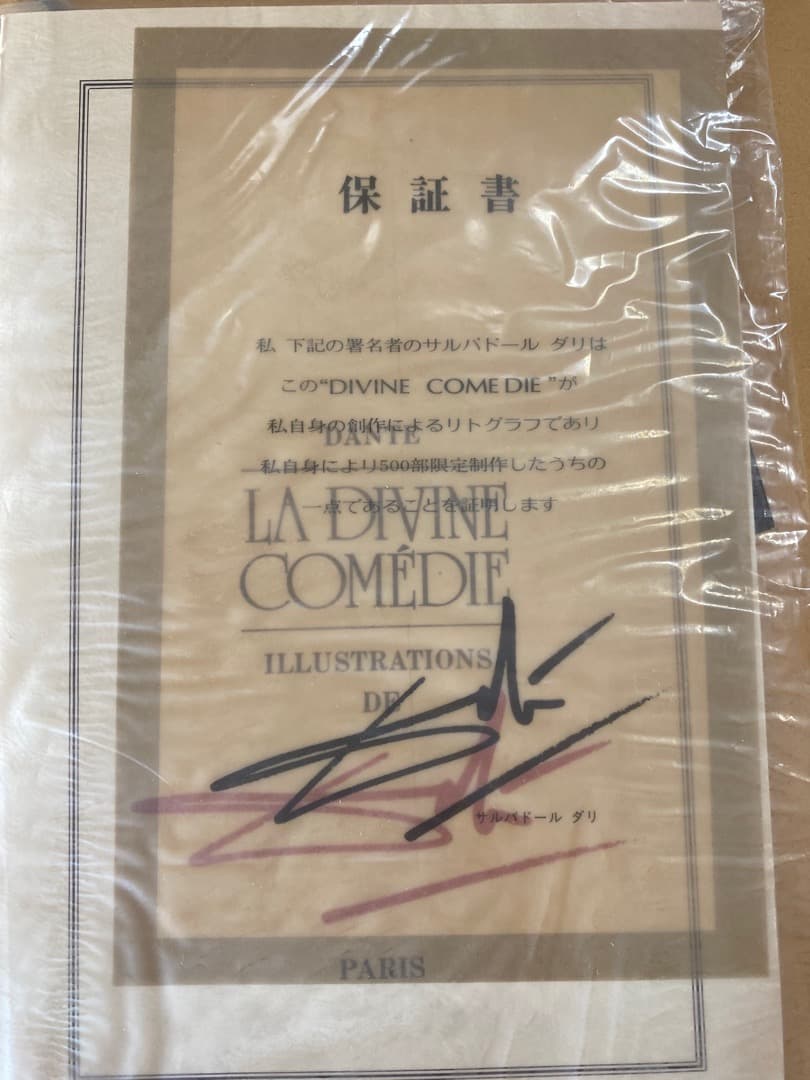 保証書
私 下記の署名者のサルバドール ダリは
この“DIVINE COMEDIE”が
私自身の創作によるリトグラフであり
私自身により500部限定制作したうちの
一点であることを証明します
サルバドール ダリ
DANTE
LA DIVINE
COMÉDIE
ILLUSTRATIONS
DE
Dalí
Dalí
PARIS